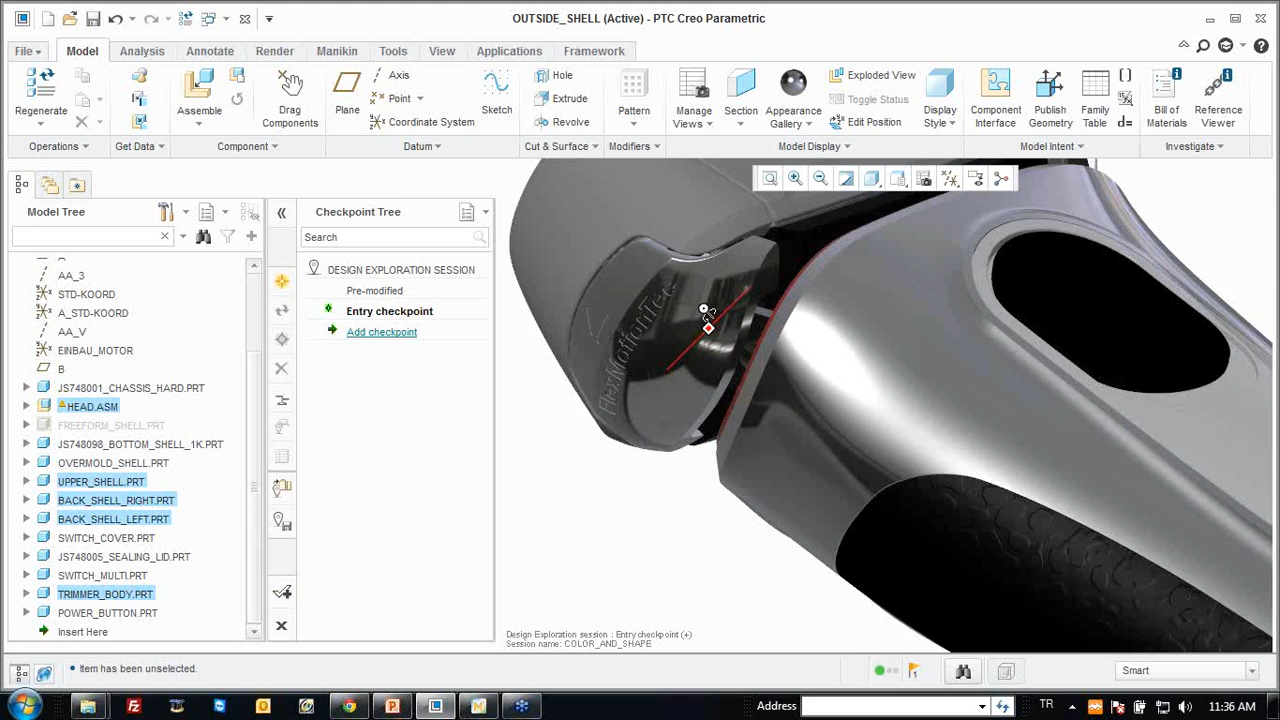 OUTSIDE_SHELL (Active) - PTC Creo Parametric
File Model Analysis Annotate Render Manikin Tools View Applications Framework
Regenerate
Assemble
Drag Components
Plane
Axis
Point
Coordinate System
Sketch
Hole
Extrude
Revolve
Pattern
Manage Views
Section
Appearance Gallery
Exploded View
Toggle Status
Edit Position
Display Style
Component Interface
Publish Geometry
Family Table
d=
Bill of Materials
Reference Viewer
Operations Get Data Component Datum Cut & Surface Modifiers Model Display Model Intent Investigate
Model Tree
AA_3
STD-KOORD
A_STD-KOORD
AA_V
EINBAU_MOTOR
B
JS748001_CHASSIS_HARD.PRT
HEAD.ASM
FREEFORM_SHELL.PRT
JS748098_BOTTOM_SHELL_1K.PRT
OVERMOLD_SHELL.PRT
UPPER_SHELL.PRT
BACK_SHELL_RIGHT.PRT
BACK_SHELL_LEFT.PRT
SWITCH_COVER.PRT
JS748005_SEALING_LID.PRT
SWITCH_MULTI.PRT
TRIMMER_BODY.PRT
POWER_BUTTON.PRT
Insert Here
Checkpoint Tree
Search
DESIGN EXPLORATION SESSION
Pre-modified
Entry checkpoint
Add checkpoint
FlexMotionTec
Design Exploration session : Entry checkpoint (+)
Session name: COLOR_AND_SHAPE
Item has been unselected.
Smart
Address
TR
11:36 AM